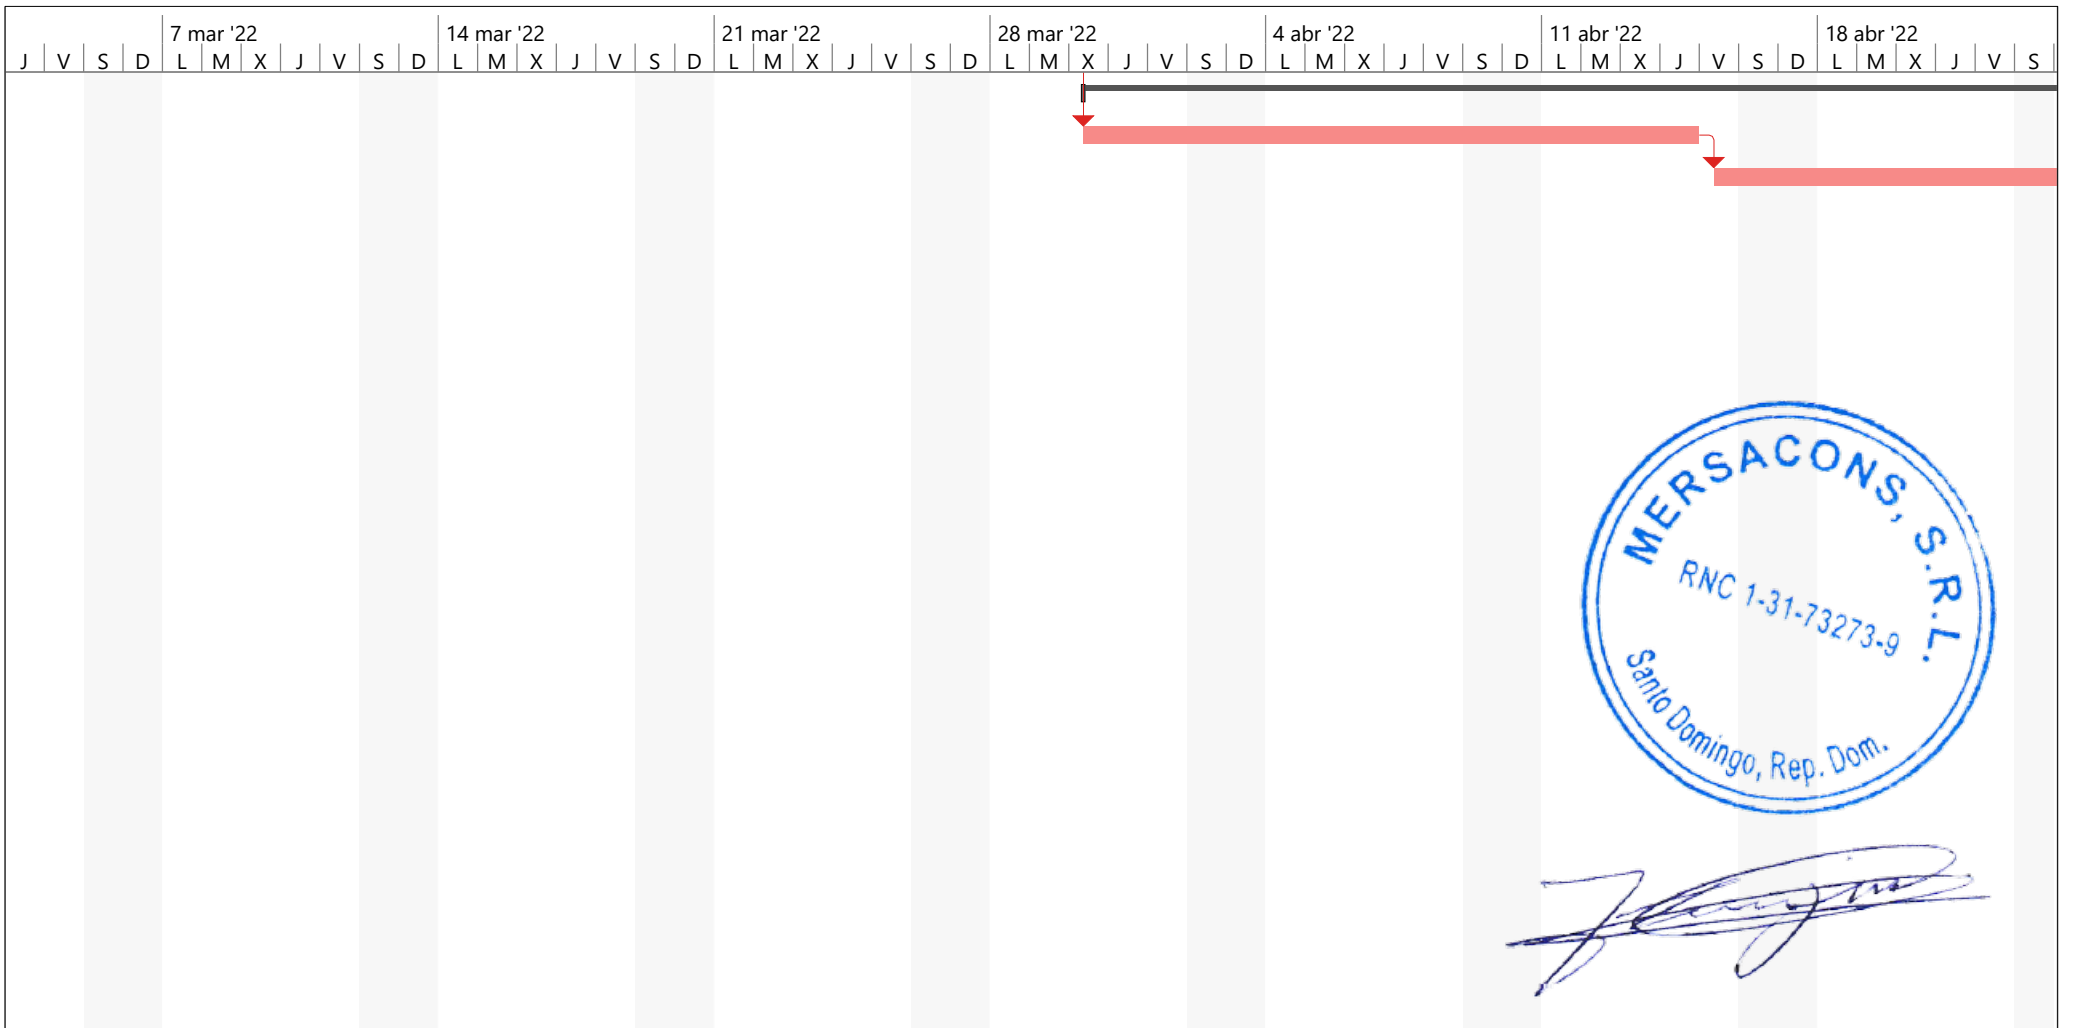 7 mar '22 14 mar '22 21 mar '22 28 mar '22 4 abr '22 11 abr '22 18 abr '22
J V S D L M X J V S D L M X J V S D L M X J V S D L M X J V S D L M X J V S D L M X J V S D L M X J V S
MERSACONS, S.R.L.
RNC 1-31-73273-9
Santo Domingo, Rep. Dom.